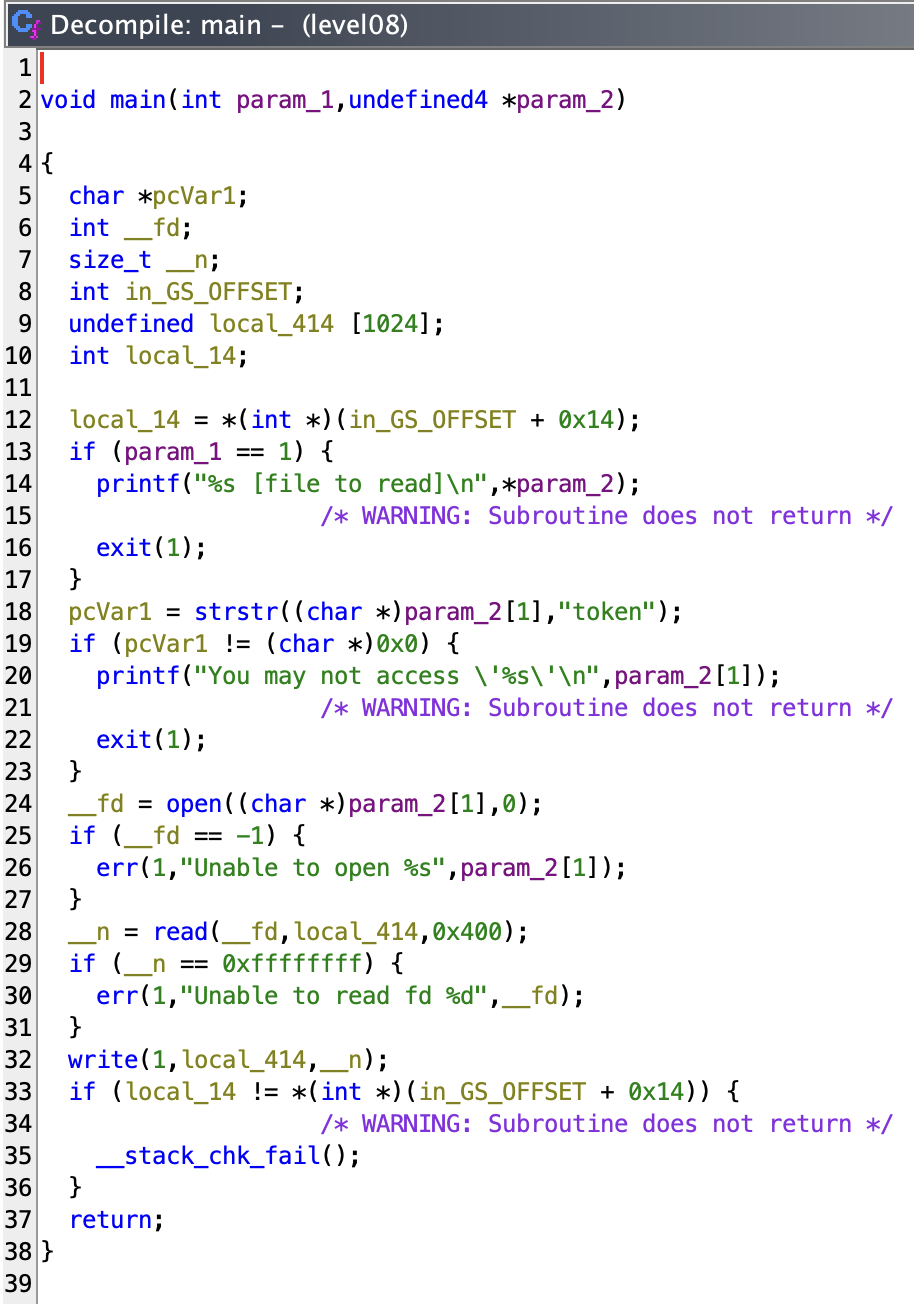 Decompile: main – (level08)
1
2 void main(int param_1,undefined4 *param_2)
3
4 {
5   char *pcVar1;
6   int __fd;
7   size_t __n;
8   int in_GS_OFFSET;
9   undefined local_414 [1024];
10   int local_14;
11
12   local_14 = *(int *)(in_GS_OFFSET + 0x14);
13   if (param_1 == 1) {
14     printf("%s [file to read]\n",*param_2);
15                     /* WARNING: Subroutine does not return */
16     exit(1);
17   }
18   pcVar1 = strstr((char *)param_2[1],"token");
19   if (pcVar1 != (char *)0x0) {
20     printf("You may not access \'%s\'\n",param_2[1]);
21                     /* WARNING: Subroutine does not return */
22     exit(1);
23   }
24   __fd = open((char *)param_2[1],0);
25   if (__fd == -1) {
26     err(1,"Unable to open %s",param_2[1]);
27   }
28   __n = read(__fd,local_414,0x400);
29   if (__n == 0xffffffff) {
30     err(1,"Unable to read fd %d",__fd);
31   }
32   write(1,local_414,__n);
33   if (local_14 != *(int *)(in_GS_OFFSET + 0x14)) {
34                     /* WARNING: Subroutine does not return */
35     __stack_chk_fail();
36   }
37   return;
38 }
39